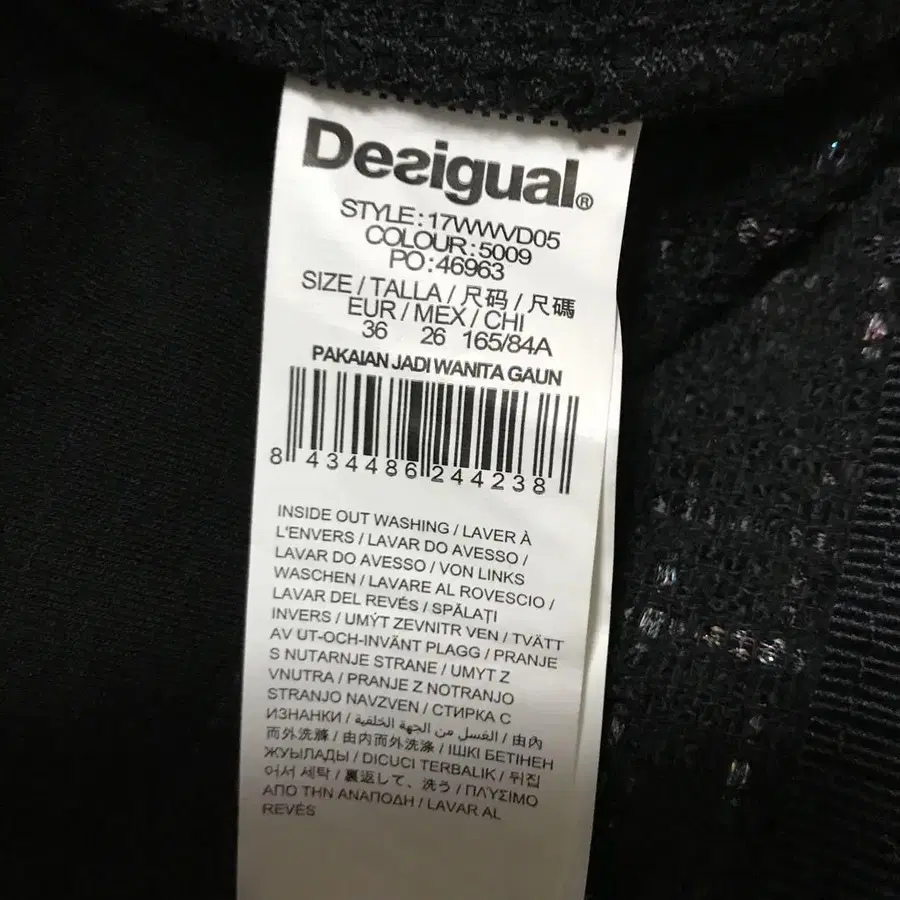 Desigual®
STYLE:17WWVD05
COLOUR:5009
PO:46963
SIZE / TALLA / 尺码 / 尺碼
EUR / MEX / CHI
36 26 165/84A
PAKAIAN JADI WANITA GAUN
8 434486 244238
INSIDE OUT WASHING / LAVER À
L'ENVERS / LAVAR DO AVESSO /
LAVAR DO AVESSO / VON LINKS
WASCHEN / LAVARE AL ROVESCIO /
LAVAR DEL REVÉS / SPĂLAȚI
INVERS / UMÝT ZEVNITR VEN / TVÄTT
AV UT-OCH-INVÄNT PLAGG / PRANJE
S NUTARNJE STRANE / UMYT Z
VNUTRA / PRANJE Z NOTRANJO
STRANJO NAVZVEN / СТИРКА С
ИЗНАНКИ / الغسل من الجهة الخلفية / 由內
而外洗滌 / 由内而外洗涤 / ІШКІ БЕТІНЕН
ЖУЫЛАДЫ / DICUCI TERBALIK / 뒤집
어서 세탁 / 裏返して、洗う / ΠΛΎΣΙΜΟ
ΑΠΟ ΤΗΝ ΑΝΑΠΟΔΗ / LAVAR AL
REVÉS